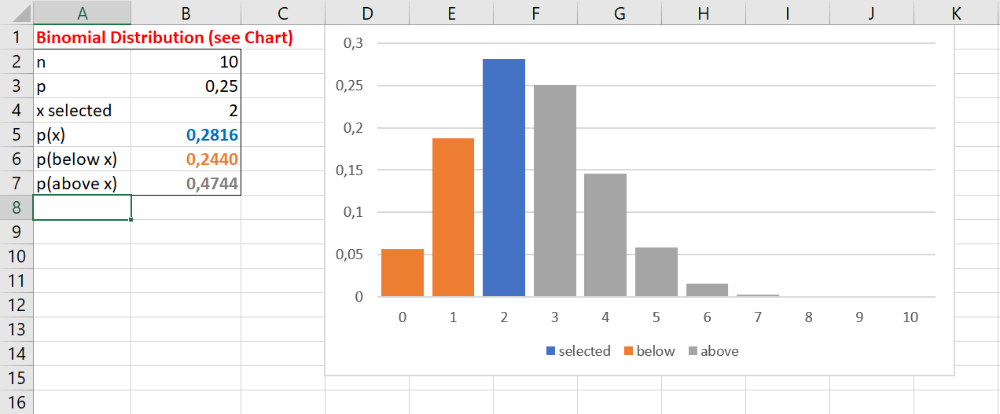 A B C D E F G H I J K
1 Binomial Distribution (see Chart)
2 n 10
3 p 0,25
4 x selected 2
5 p(x) 0,2816
6 p(below x) 0,2440
7 p(above x) 0,4744
8
9
10
11
12
13
14
15
16
0,3
0,25
0,2
0,15
0,1
0,05
0
0 1 2 3 4 5 6 7 8 9 10
selected below above